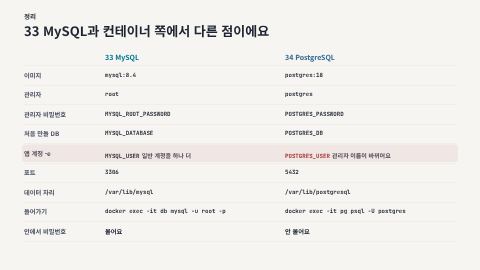 정리
33 MySQL과 컨테이너 쪽에서 다른 점이에요
33 MySQL 34 PostgreSQL
이미지 mysql:8.4 postgres:18
관리자 root postgres
관리자 비밀번호 MYSQL_ROOT_PASSWORD POSTGRES_PASSWORD
처음 만들 DB MYSQL_DATABASE POSTGRES_DB
앱 계정 -e MYSQL_USER 일반 계정을 하나 더 POSTGRES_USER 관리자 이름이 바뀌어요
포트 3306 5432
데이터 자리 /var/lib/mysql /var/lib/postgresql
들어가기 docker exec -it db mysql -u root -p docker exec -it pg psql -U postgres
안에서 비밀번호 물어요 안 물어요